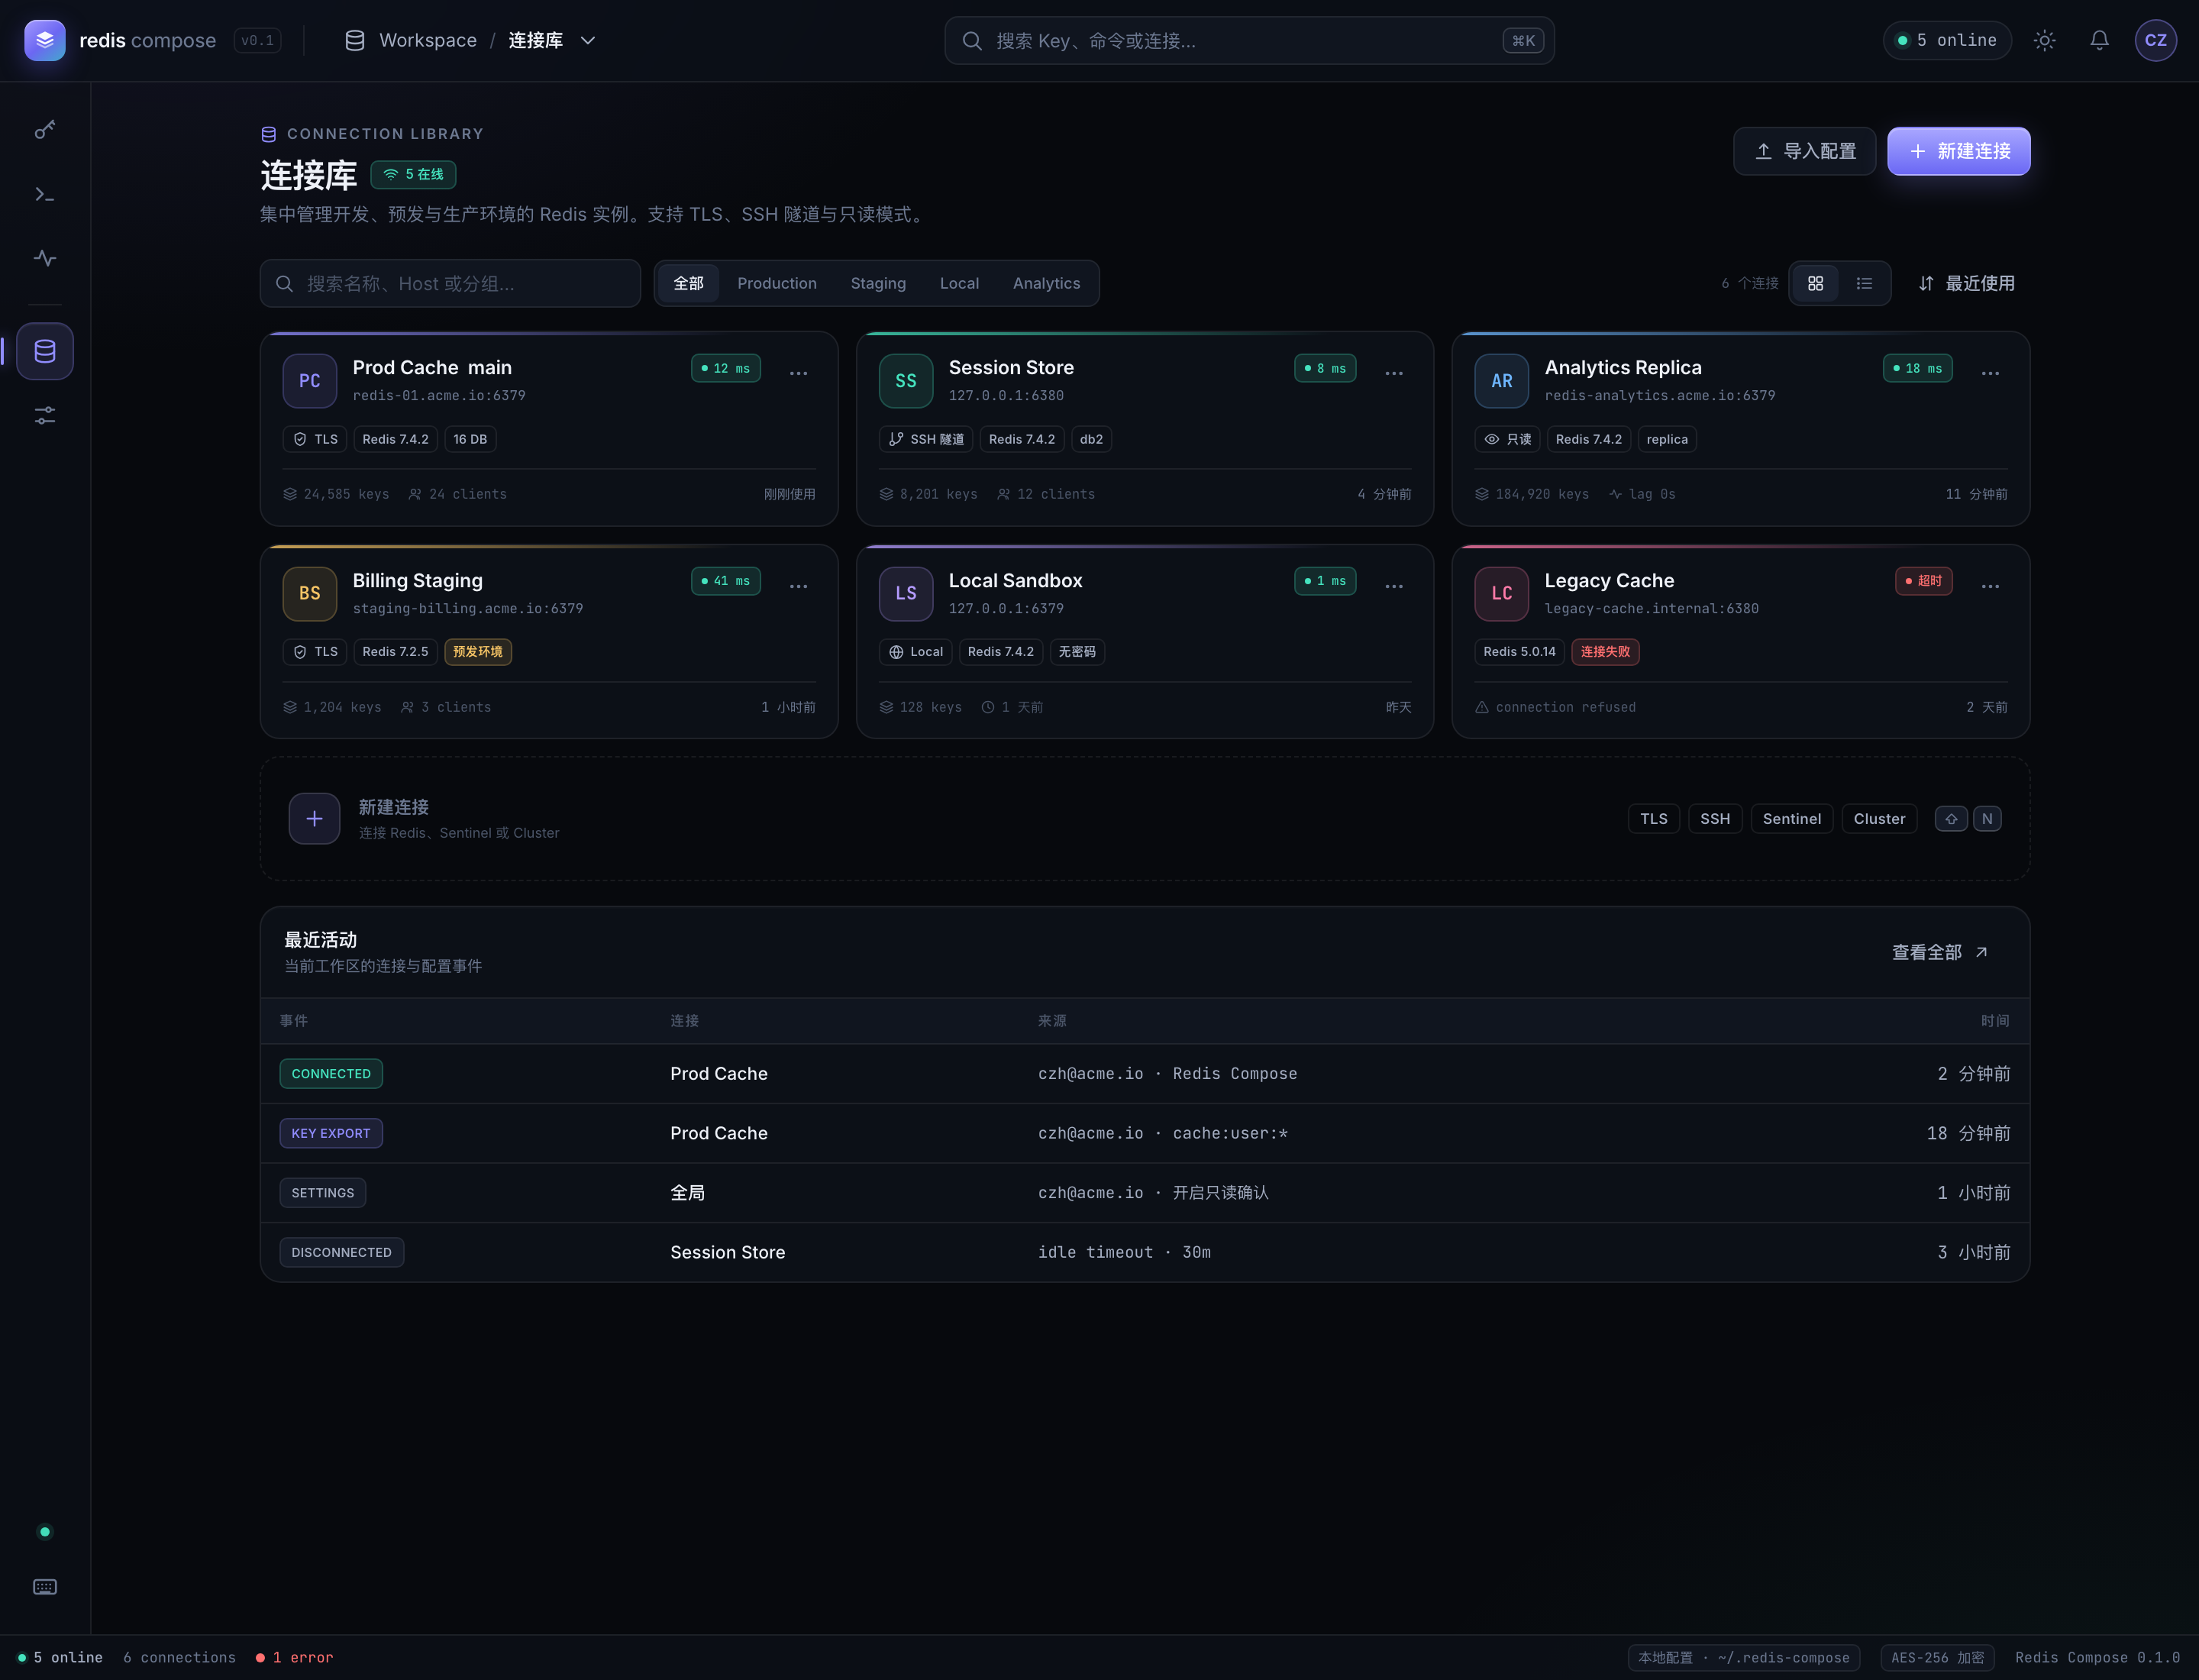 redis compose v0.1 Workspace / 连接库 搜索 Key、命令或连接... ⌘K 5 online CZ
CONNECTION LIBRARY
连接库 5 在线
集中管理开发、预发与生产环境的 Redis 实例。支持 TLS、SSH 隧道与只读模式。
导入配置 新建连接
搜索名称、Host 或分组... 全部 Production Staging Local Analytics 6 个连接 最近使用
PC Prod Cache main 12 ms
redis-01.acme.io:6379
TLS Redis 7.4.2 16 DB
24,585 keys 24 clients 刚刚使用
SS Session Store 8 ms
127.0.0.1:6380
SSH 隧道 Redis 7.4.2 db2
8,201 keys 12 clients 4 分钟前
AR Analytics Replica 18 ms
redis-analytics.acme.io:6379
只读 Redis 7.4.2 replica
184,920 keys lag 0s 11 分钟前
BS Billing Staging 41 ms
staging-billing.acme.io:6379
TLS Redis 7.2.5 预发环境
1,204 keys 3 clients 1 小时前
LS Local Sandbox 1 ms
127.0.0.1:6379
Local Redis 7.4.2 无密码
128 keys 1 天前 昨天
LC Legacy Cache 超时
legacy-cache.internal:6380
Redis 5.0.14 连接失败
connection refused 2 天前
新建连接
连接 Redis、Sentinel 或 Cluster
TLS SSH Sentinel Cluster N
最近活动
当前工作区的连接与配置事件
查看全部
事件 连接 来源 时间
CONNECTED Prod Cache czh@acme.io · Redis Compose 2 分钟前
KEY EXPORT Prod Cache czh@acme.io · cache:user:* 18 分钟前
SETTINGS 全局 czh@acme.io · 开启只读确认 1 小时前
DISCONNECTED Session Store idle timeout · 30m 3 小时前
5 online 6 connections 1 error 本地配置 · ~/.redis-compose AES-256 加密 Redis Compose 0.1.0